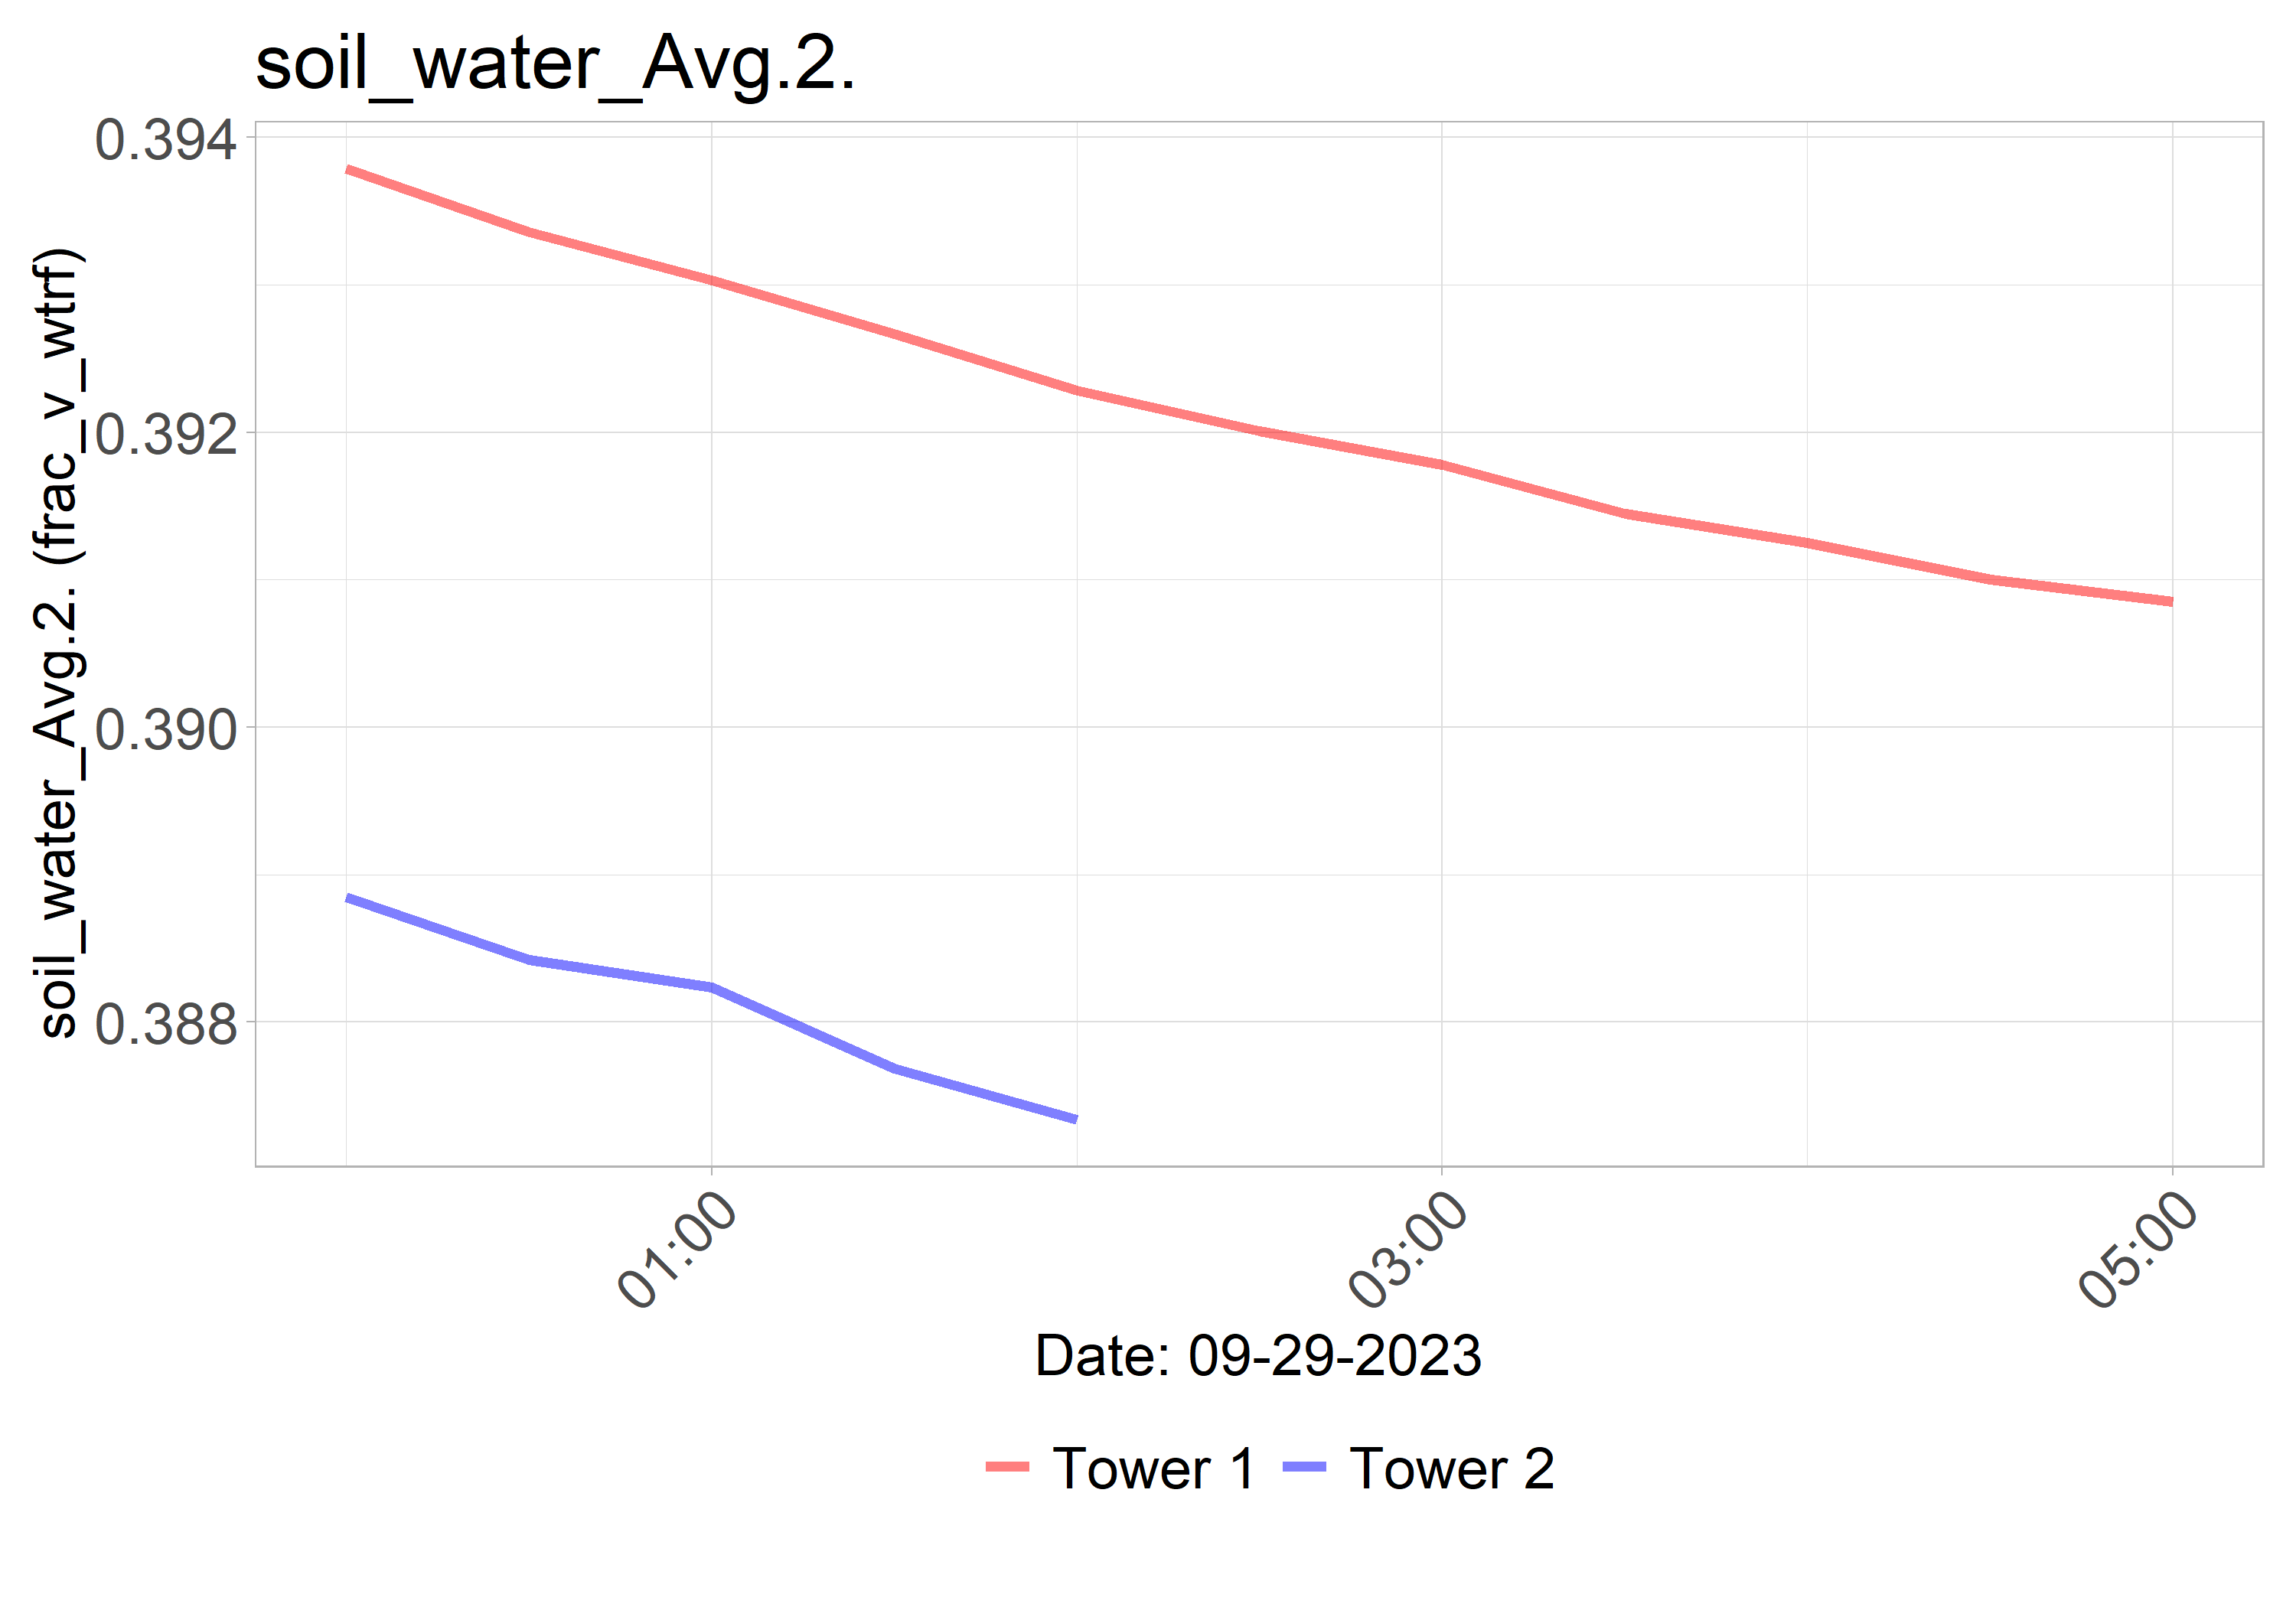 soil_water_Avg.2.
soil_water_Avg.2. (frac_v_wtrf)
0.394
0.392
0.390
0.388
01:00
03:00
05:00
Date: 09-29-2023
Tower 1
Tower 2